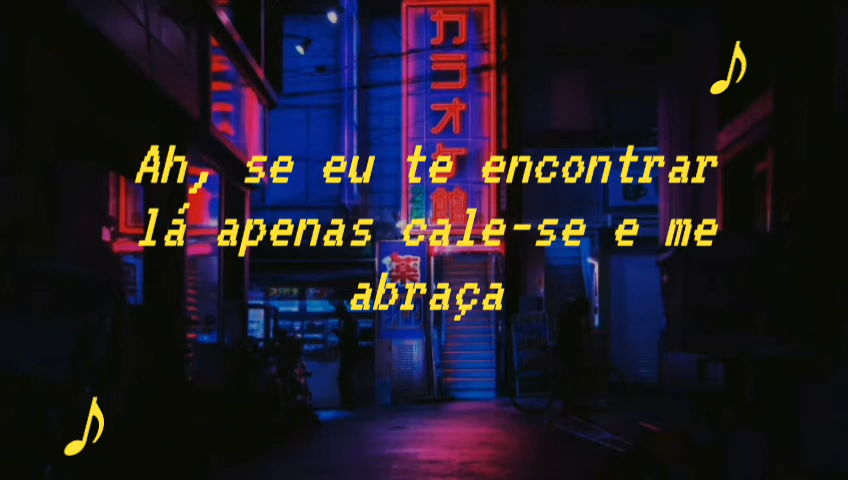 カラオケ館
Ah, se eu te encontrar
lá apenas cale-se e me
abraça
薬